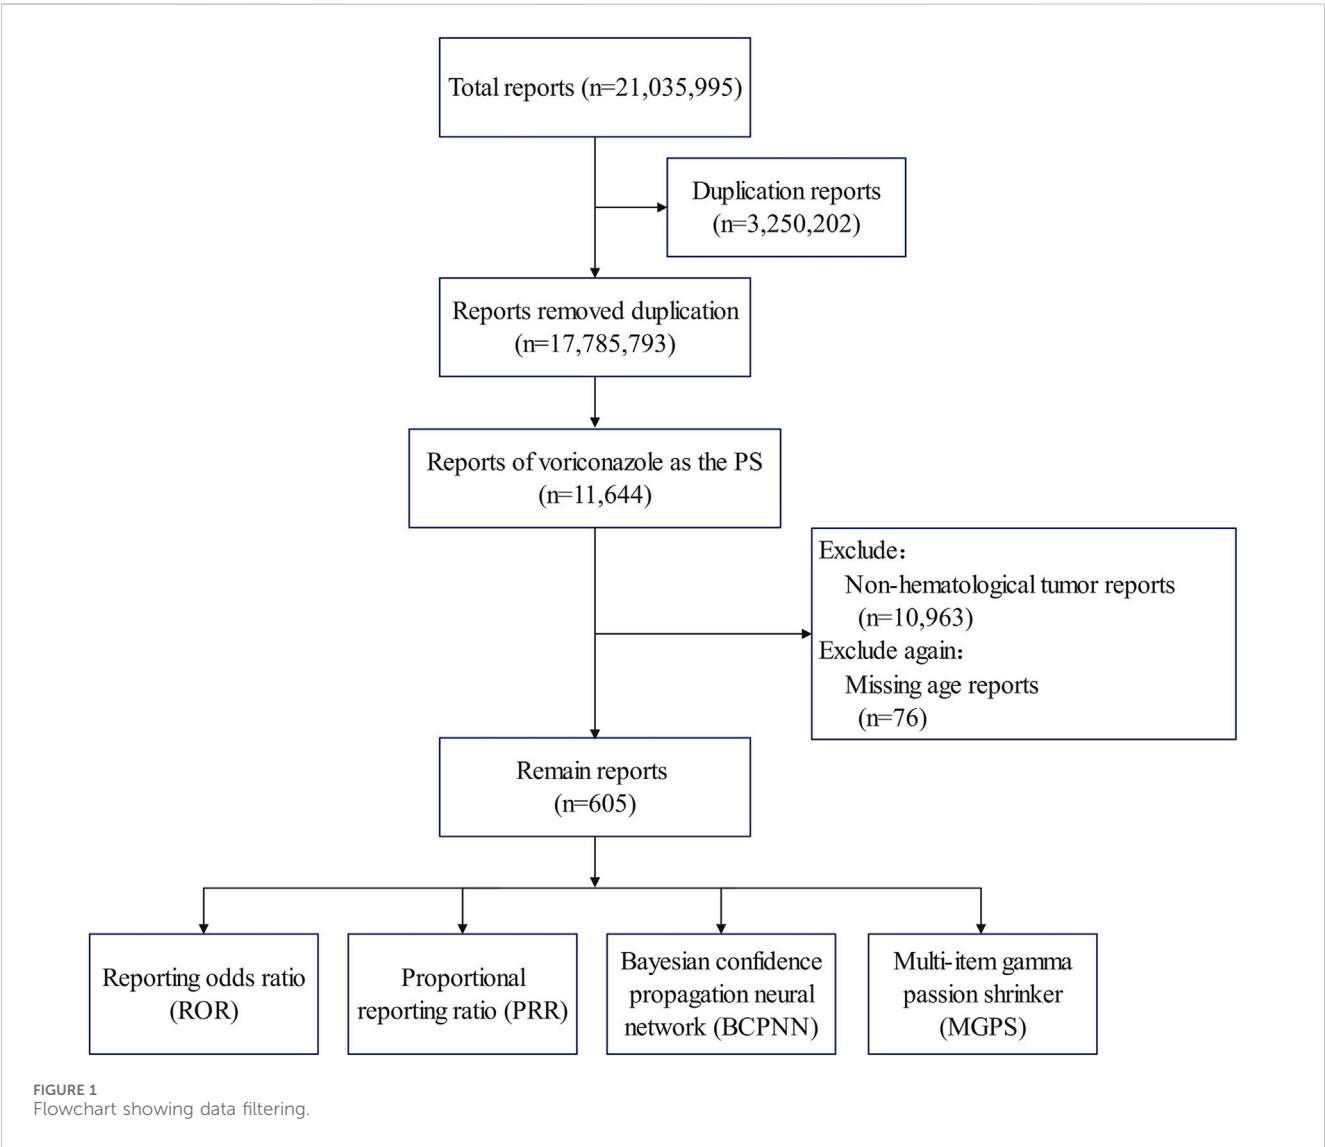 Total reports (n=21,035,995)
Duplication reports
(n=3,250,202)
Reports removed duplication
(n=17,785,793)
Reports of voriconazole as the PS
(n=11,644)
Exclude：
Non-hematological tumor reports
(n=10,963)
Exclude again：
Missing age reports
(n=76)
Remain reports
(n=605)
Reporting odds ratio
(ROR)
Proportional
reporting ratio (PRR)
Bayesian confidence
propagation neural
network (BCPNN)
Multi-item gamma
passion shrinker
(MGPS)
FIGURE 1
Flowchart showing data filtering.